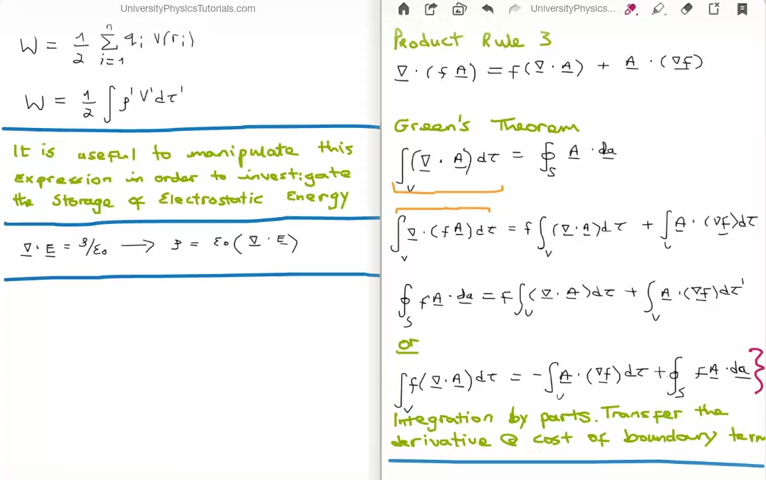 UniversityPhysicsTutorials.com
W = 1/2 Σ_{i=1}^{n} q_i V(r_i)
W = 1/2 ∫ ρ' V' dτ'
It is useful to manipulate this
Expression in order to investigate
the Storage of Electrostatic Energy
∇ · E = ρ/ε₀ → ρ = ε₀(∇ · E)
UniversityPhysics...
Product Rule 3
∇ · (f A) = f(∇ · A) + A · (∇f)
Green's Theorem
∫_V (∇ · A) dτ = ∮_S A · da
∫_V ∇ · (f A) dτ = f ∫_V (∇ · A) dτ + ∫_V A · (∇f) dτ
∮_S f A · da = f ∫_V (∇ · A) dτ + ∫_V A · (∇f) dτ'
or
∫_V f(∇ · A) dτ = - ∫_V A · (∇f) dτ + ∮_S f A · da }
Integration by parts. Transfer the
derivative @ cost of boundary term